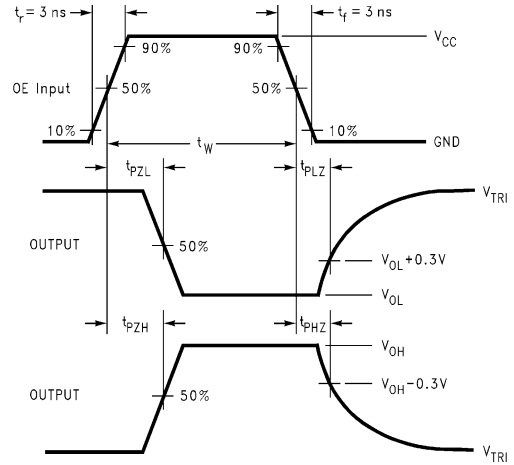 tr = 3 ns
tf = 3 ns
90%
90%
VCC
OE Input
50%
50%
10%
10%
GND
tW
tPZL
tPLZ
VTRI
OUTPUT
50%
VOL+0.3V
VOL
tPZH
tPHZ
VOH
VOH−0.3V
OUTPUT
50%
VTRI